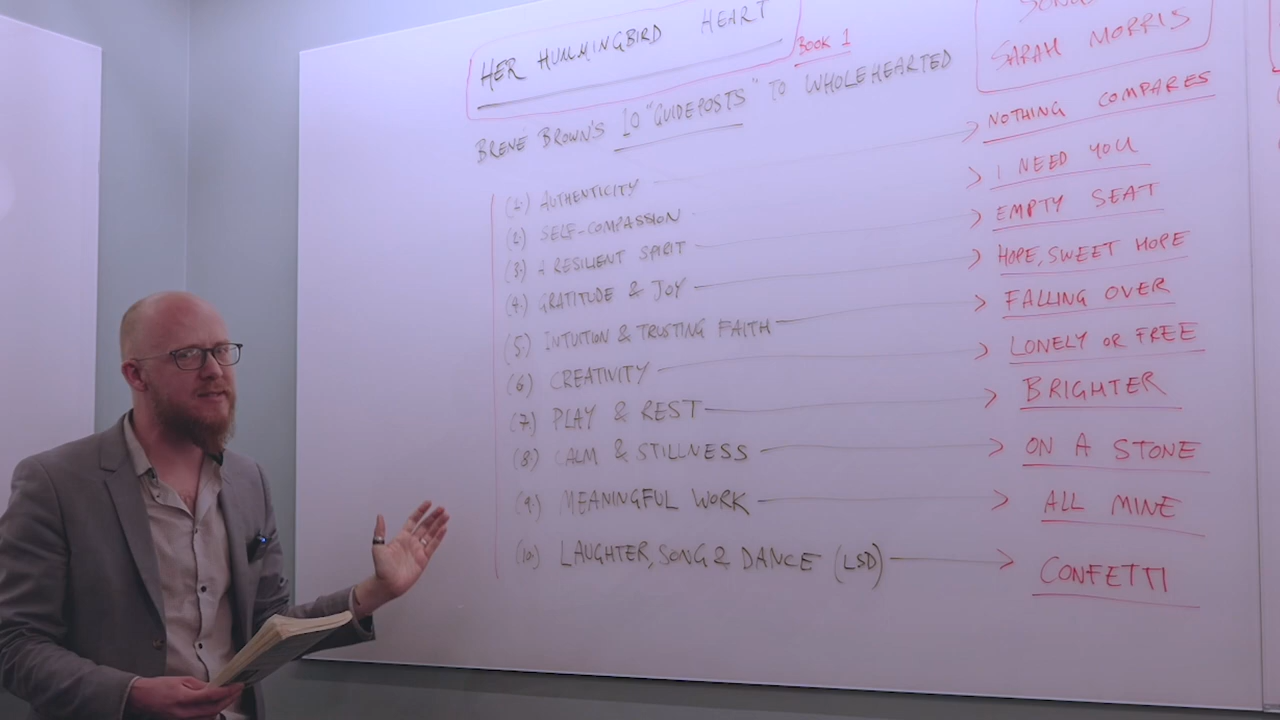 HER HUMMINGBIRD HEART
BOOK 1
BRENÉ BROWN'S 10 "GUIDEPOSTS" TO WHOLEHEARTED
SARAH MORRIS
(1.) AUTHENTICITY → NOTHING COMPARES
(2.) SELF-COMPASSION > I NEED YOU
(3.) A RESILIENT SPIRIT → EMPTY SEAT
(4.) GRATITUDE & JOY → HOPE, SWEET HOPE
(5.) INTUITION & TRUSTING FAITH → FALLING OVER
(6.) CREATIVITY → LONELY OR FREE
(7.) PLAY & REST → BRIGHTER
(8.) CALM & STILLNESS → ON A STONE
(9.) MEANINGFUL WORK → ALL MINE
(10.) LAUGHTER, SONG & DANCE (LSD) → CONFETTI